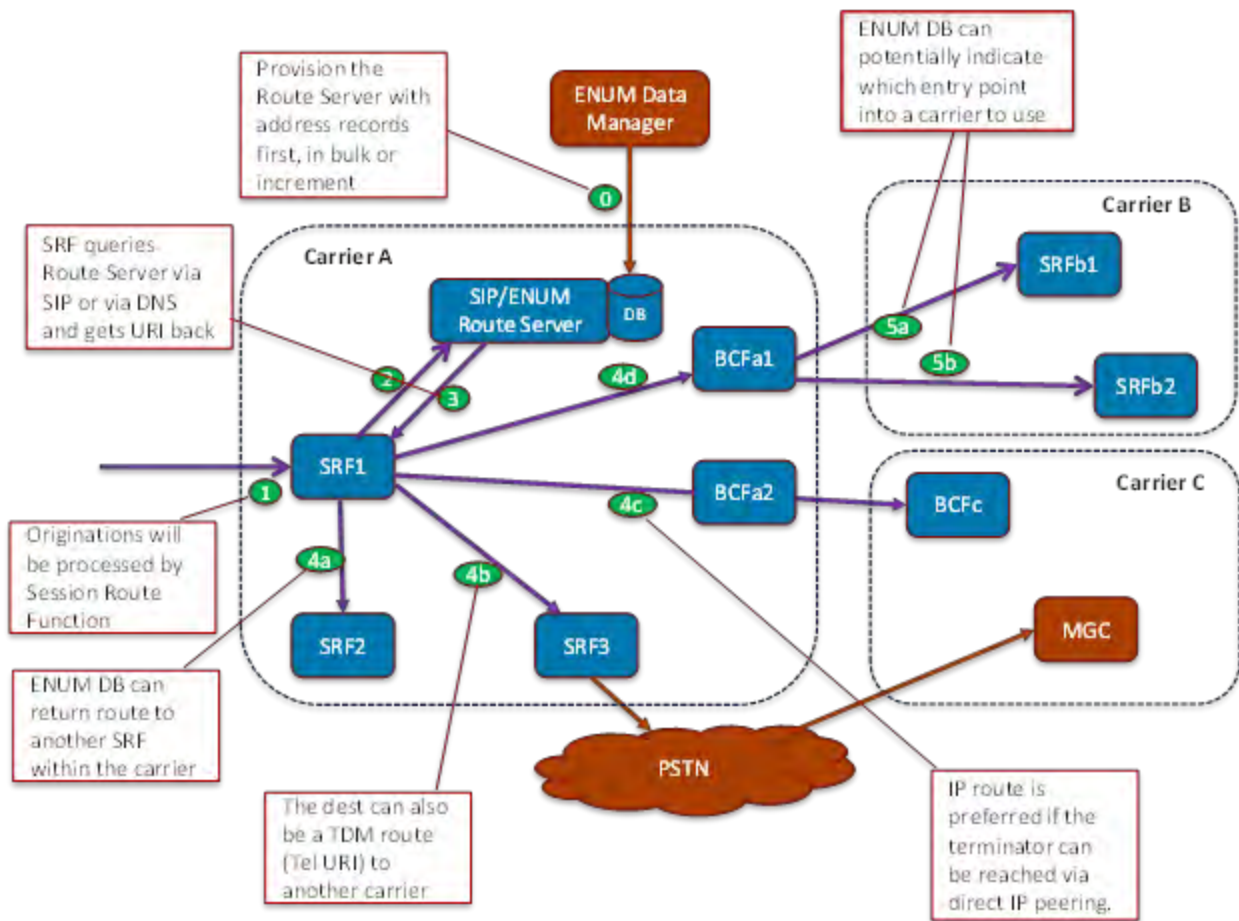 Provision the
Route Server with
address records
first, in bulk or
increment
ENUM Data
Manager
ENUM DB can
potentially indicate
which entry point
into a carrier to use
0
SRF queries
Route Server via
SIP or via DNS
and gets URI back
Carrier A
SIP/ENUM
Route Server
DB
Carrier B
SRFb1
5a
5b
SRFb2
BCFa1
2
3
4d
SRF1
1
BCFa2
4c
Carrier C
BCFc
Originations will
be processed by
Session Route
Function
4a
4b
SRF2
SRF3
MGC
ENUM DB can
return route to
another SRF
within the carrier
PSTN
The dest can also
be a TDM route
(Tel URI) to
another carrier
IP route is
preferred if the
terminator can
be reached via
direct IP peering.